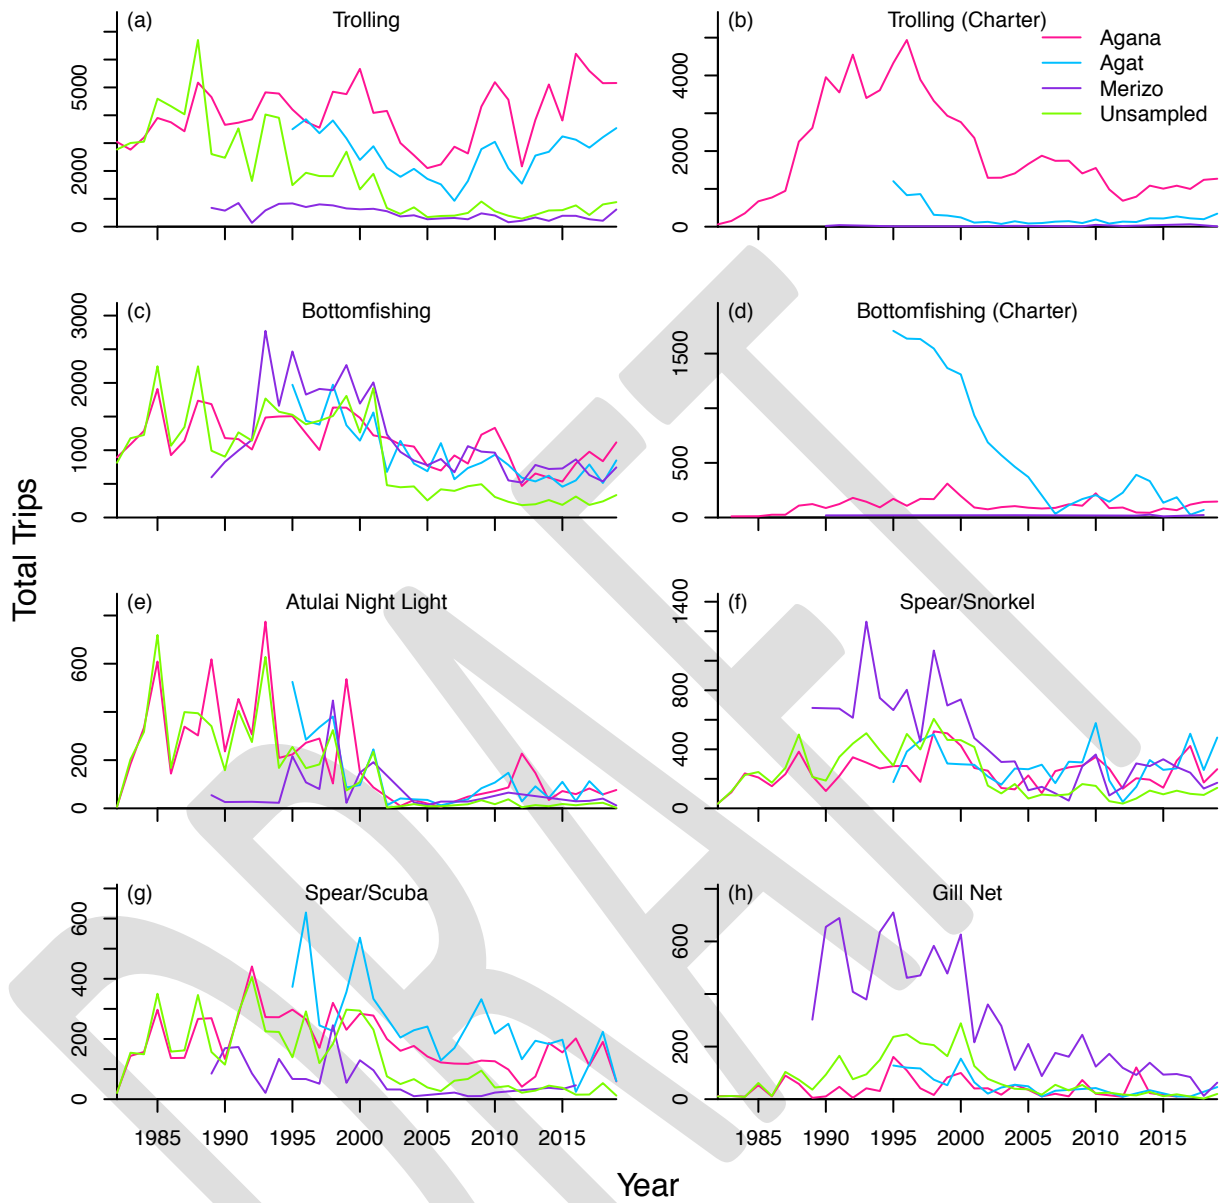 (a) Trolling
0 2000 5000
(b) Trolling (Charter)
0 2000 4000
Agana
Agat
Merizo
Unsampled
(c) Bottomfishing
0 1000 2000 3000
(d) Bottomfishing (Charter)
0 500 1500
(e) Atulai Night Light
0 200 600
(f) Spear/Snorkel
0 400 800 1400
(g) Spear/Scuba
0 200 400 600
1985 1990 1995 2000 2005 2010 2015
(h) Gill Net
0 200 600
1985 1990 1995 2000 2005 2010 2015
Total Trips
Year
DRAFT